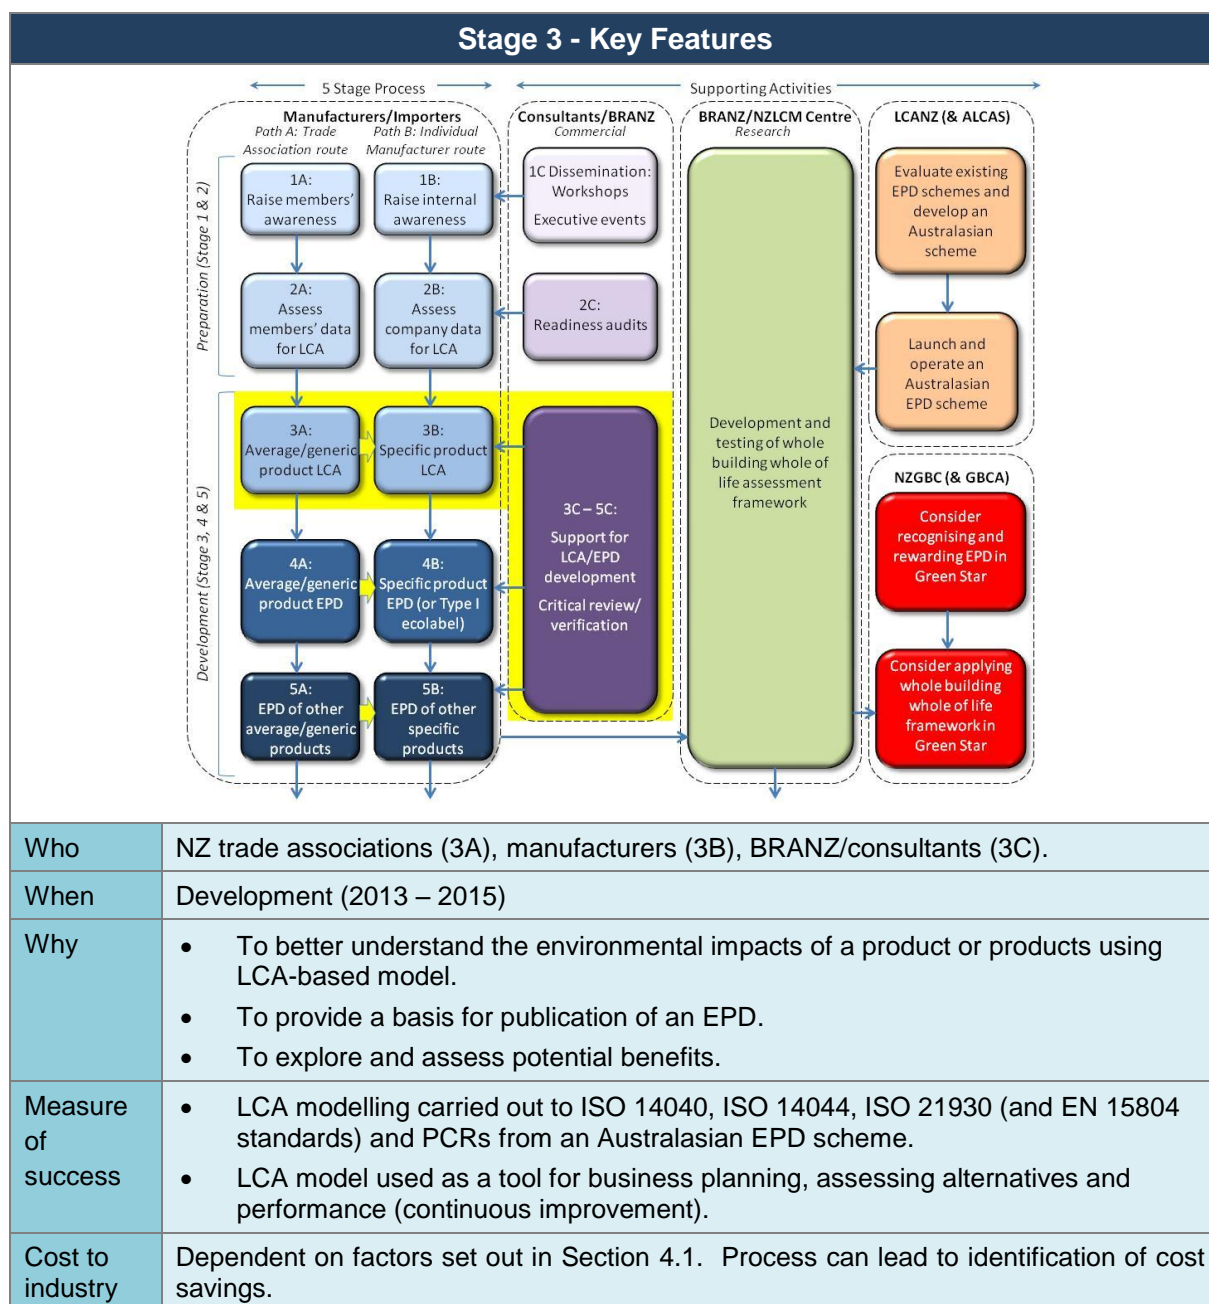 Stage 3 - Key Features
5 Stage Process
Supporting Activities
Manufacturers/Importers
Path A: Trade
Association route
Path B: Individual
Manufacturer route
Consultants/BRANZ
Commercial
BRANZ/NZLCM Centre
Research
LCANZ (& ALCAS)
Preparation (Stage 1 & 2)
1A:
Raise members'
awareness
1B:
Raise internal
awareness
1C Dissemination:
Workshops
Executive events
Evaluate existing
EPD schemes and
develop an
Australasian
scheme
2A:
Assess
members' data
for LCA
2B:
Assess
company data
for LCA
2C:
Readiness audits
Launch and
operate an
Australasian
EPD scheme
Development (Stage 3, 4 & 5)
3A:
Average/generic
product LCA
3B:
Specific product
LCA
3C – 5C:
Support for
LCA/EPD
development
Critical review/
verification
Development and
testing of whole
building whole of
life assessment
framework
NZGBC (& GBCA)
Consider
recognising and
rewarding EPD in
Green Star
4A:
Average/generic
product EPD
4B:
Specific product
EPD (or Type I
ecolabel)
5A:
EPD of other
average/generic
products
5B:
EPD of other
specific
products
Consider applying
whole building
whole of life
framework in
Green Star
Who
NZ trade associations (3A), manufacturers (3B), BRANZ/consultants (3C).
When
Development (2013 – 2015)
Why
• To better understand the environmental impacts of a product or products using
LCA-based model.
• To provide a basis for publication of an EPD.
• To explore and assess potential benefits.
Measure
of
success
• LCA modelling carried out to ISO 14040, ISO 14044, ISO 21930 (and EN 15804
standards) and PCRs from an Australasian EPD scheme.
• LCA model used as a tool for business planning, assessing alternatives and
performance (continuous improvement).
Cost to
industry
Dependent on factors set out in Section 4.1. Process can lead to identification of cost
savings.